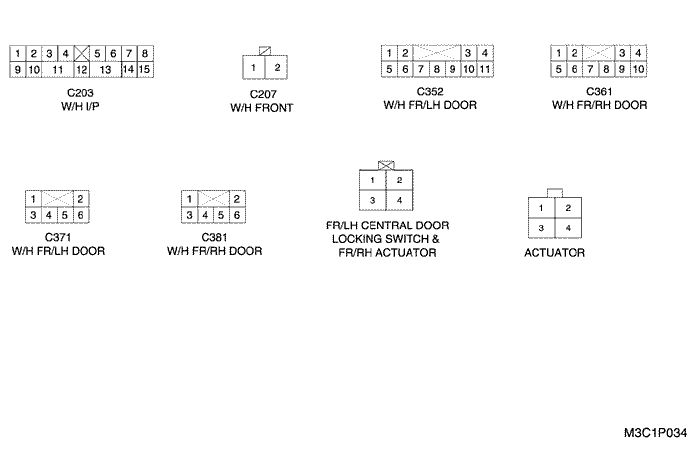 1 2 3 4 5 6 7 8
9 10 11 12 13 14 15
C203
W/H I/P
1 2
C207
W/H FRONT
1 2 3 4
5 6 7 8 9 10 11
C352
W/H FR/LH DOOR
1 2 3 4
5 6 7 8 9 10
C361
W/H FR/RH DOOR
1 2
3 4 5 6
C371
W/H FR/LH DOOR
1 2
3 4 5 6
C381
W/H FR/RH DOOR
1 2
3 4
FR/LH CENTRAL DOOR
LOCKING SWITCH &
FR/RH ACTUATOR
1 2
3 4
ACTUATOR
M3C1P034